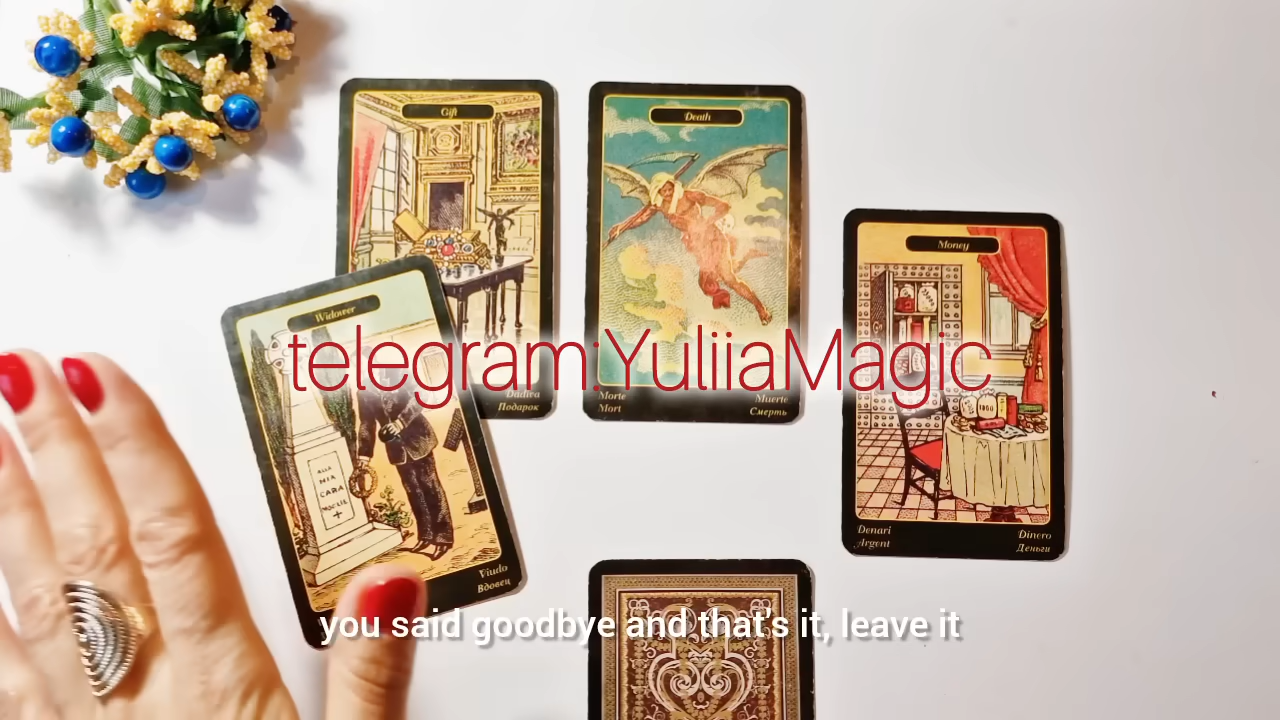 Gift
Dádiva
Подарок
Death
Morte
Mort
Muerte
Смерть
Money
Denari
Argent
Dinero
Деньги
Widower
ALLA
MIA
CARA
MOGLIE
Viudo
Вдовец
telegram:YuliiaMagic
you said goodbye and that's it, leave it